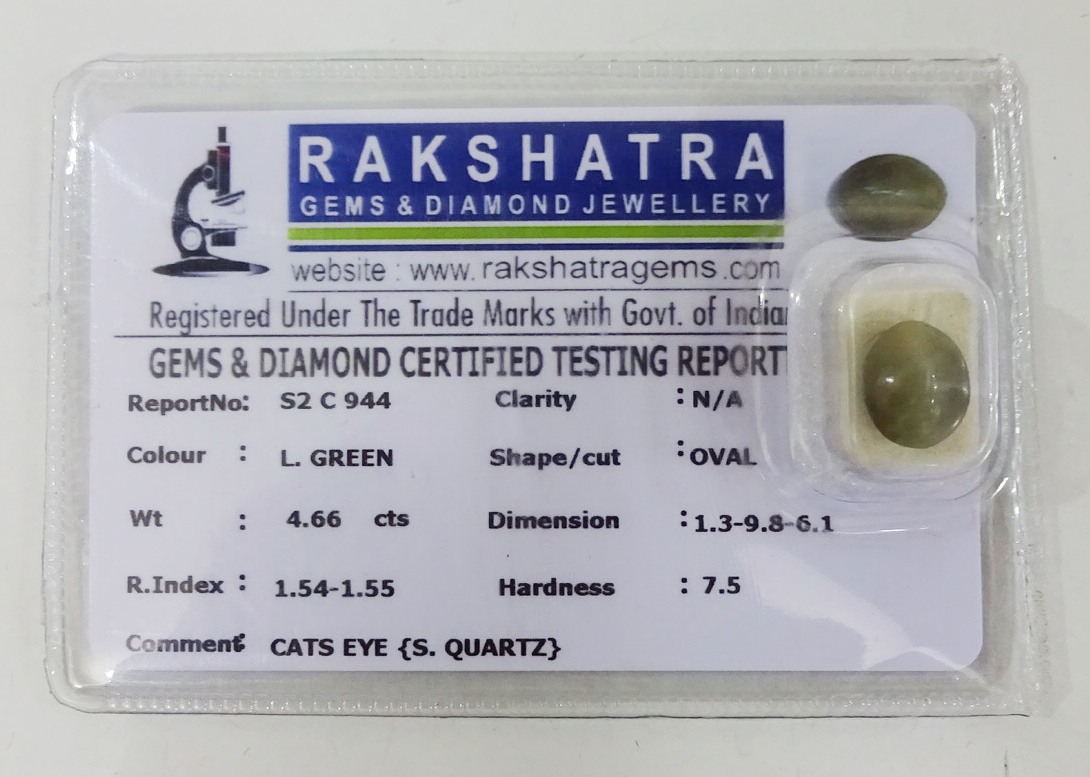 RAKSHATRA
GEMS & DIAMOND JEWELLERY
website : www.rakshatragems.com
Registered Under The Trade Marks with Govt. of India
GEMS & DIAMOND CERTIFIED TESTING REPORT
ReportNo: S2 C 944 Clarity : N/A
Colour : L. GREEN Shape/cut : OVAL
Wt : 4.66 cts Dimension : 1.3-9.8-6.1
R.Index : 1.54-1.55 Hardness : 7.5
Comment: CATS EYE {S. QUARTZ}